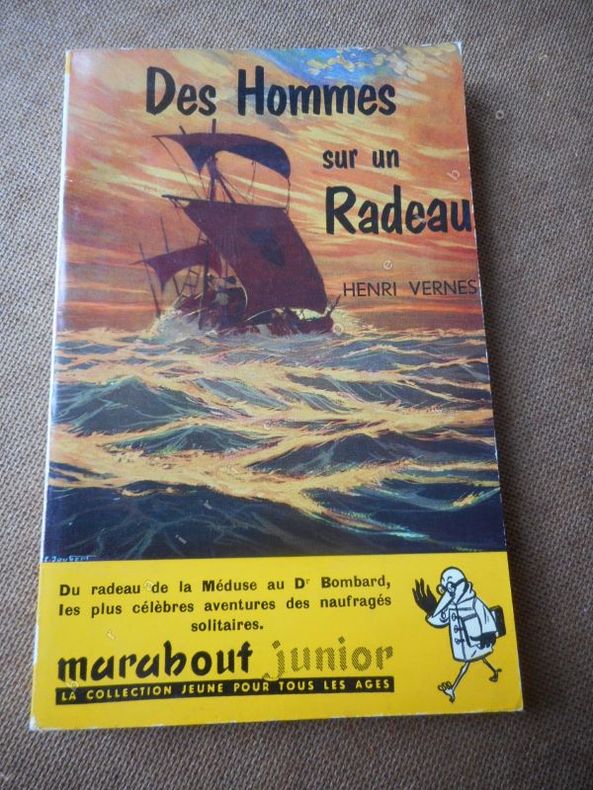 Des Hommes
sur un
Radeau
HENRI VERNES
P. Joubert
Du radeau de la Méduse au Dr Bombard,
les plus célèbres aventures des naufragés
solitaires.
marabout junior
LA COLLECTION JEUNE POUR TOUS LES AGES